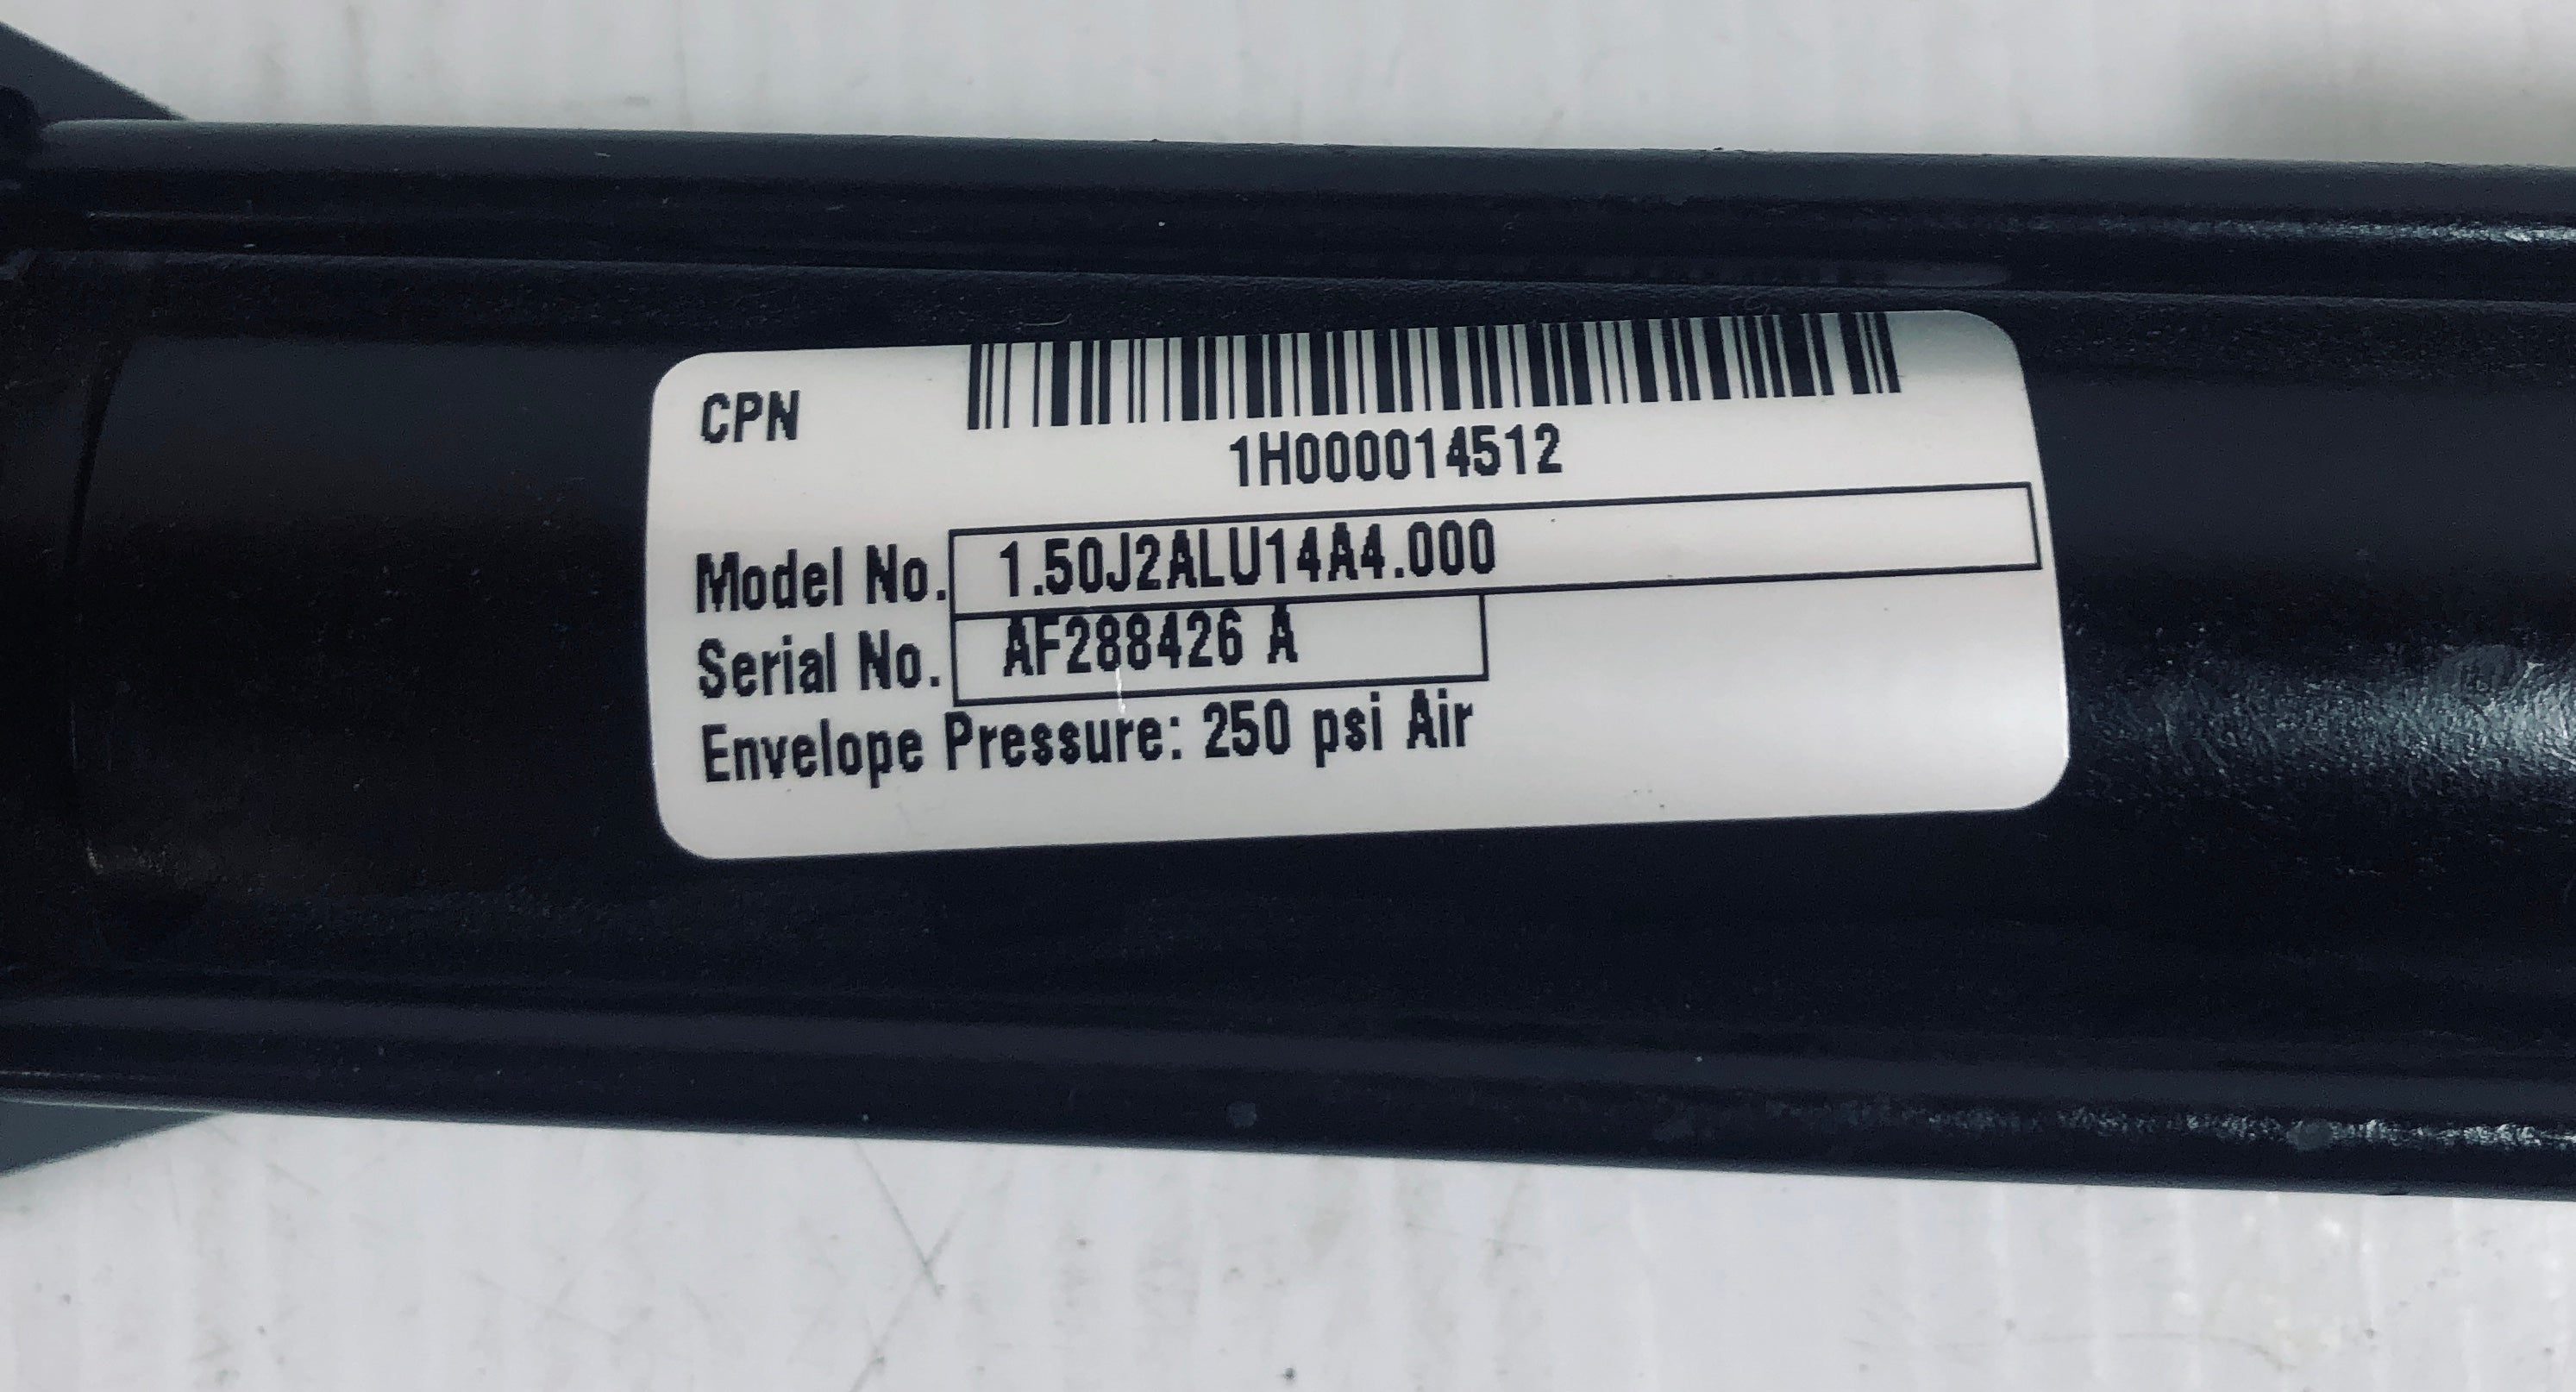 CPN
1H000014512
Model No. 1.50J2ALU14A4.000
Serial No. AF288426 A
Envelope Pressure: 250 psi Air